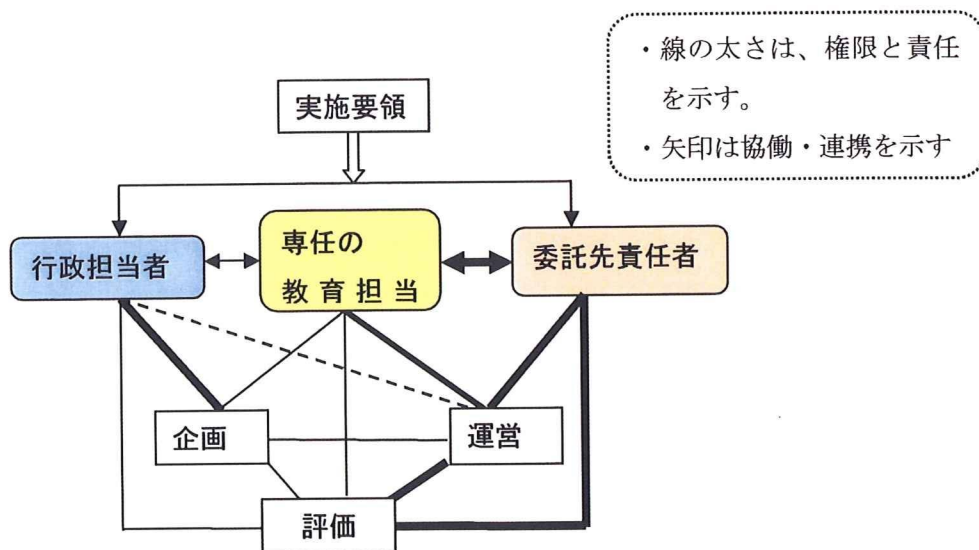 ・線の太さは、権限と責任
を示す。
・矢印は協働・連携を示す
実施要領
行政担当者
専任の
教育担当
委託先責任者
企画
運営
評価